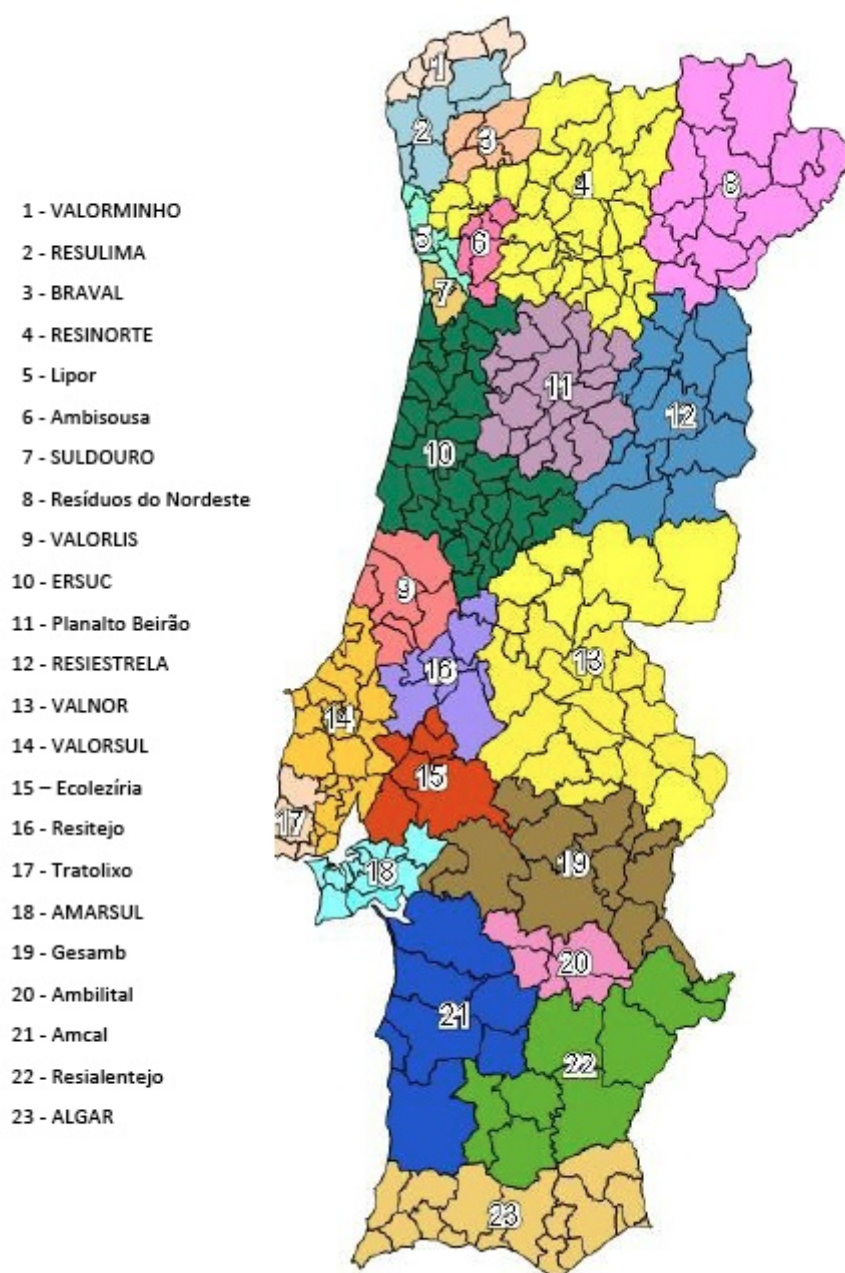 1 - VALORMINHO
2 - RESULIMA
3 - BRAVAL
4 - RESINORTE
5 - Lipor
6 - Ambisousa
7 - SULDOURO
8 - Resíduos do Nordeste
9 - VALORLIS
10 - ERSUC
11 - Planalto Beirão
12 - RESIESTRELA
13 - VALNOR
14 - VALORSUL
15 – Ecolezíria
16 - Resitejo
17 - Tratolixo
18 - AMARSUL
19 - Gesamb
20 - Ambilital
21 - Amcal
22 - Resialentejo
23 - ALGAR
1
2
3
4
8
5
6
7
11
12
10
9
16
13
14
15
17
18
19
20
21
22
23